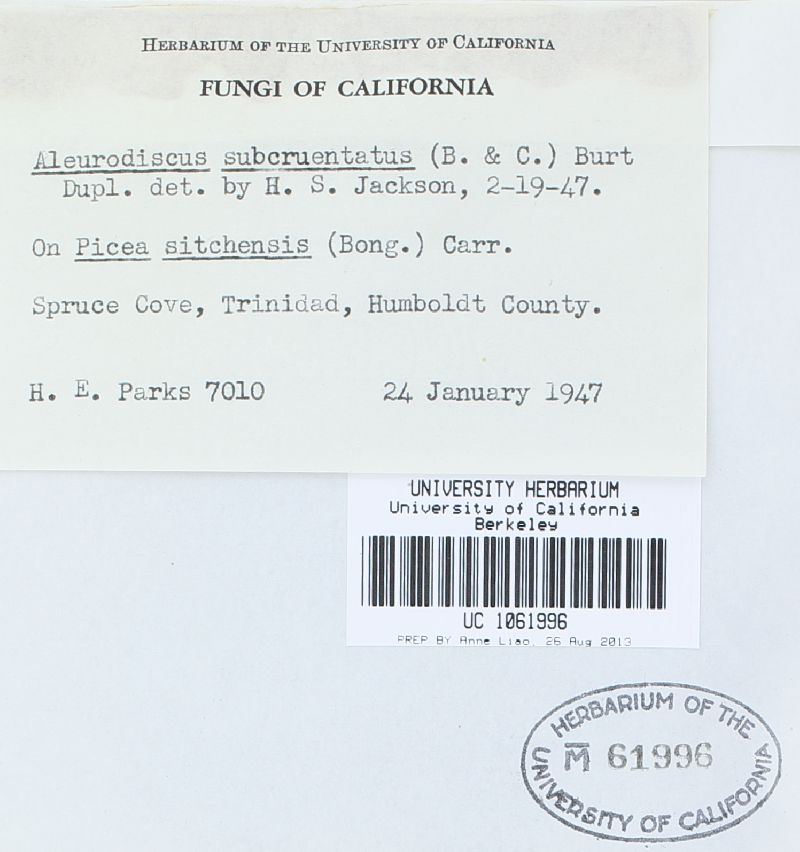 HERBARIUM OF THE UNIVERSITY OF CALIFORNIA
FUNGI OF CALIFORNIA
Aleurodiscus subcruentatus (B. & C.) Burt
Dupl. det. by H. S. Jackson, 2-19-47.
On Picea sitchensis (Bong.) Carr.
Spruce Cove, Trinidad, Humboldt County.
H. E. Parks 7010 24 January 1947
UNIVERSITY HERBARIUM
University of California
Berkeley
UC 1061996
PREP BY Anne Liao, 26 Aug 2013
HERBARIUM OF THE
M̅ 61996
UNIVERSITY OF CALIFORNIA